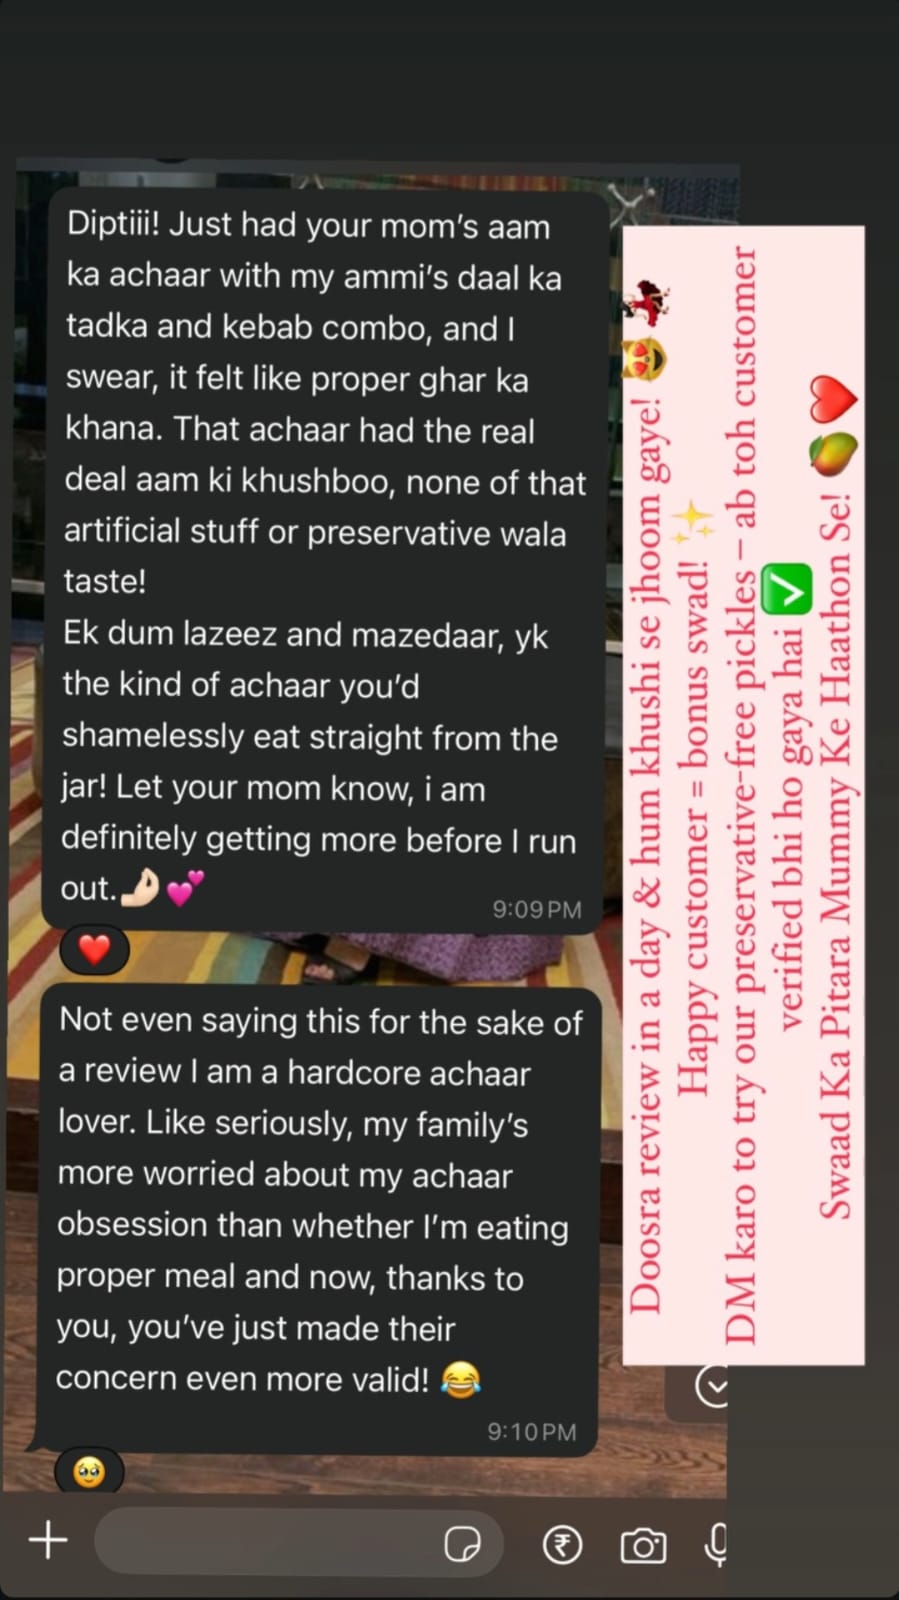 Diptiii! Just had your mom's aam
ka achaar with my ammi's daal ka
tadka and kebab combo, and I
swear, it felt like proper ghar ka
khana. That achaar had the real
deal aam ki khushboo, none of that
artificial stuff or preservative wala
taste!
Ek dum lazeez and mazedaar, yk
the kind of achaar you'd
shamelessly eat straight from the
jar! Let your mom know, i am
definitely getting more before I run
out.🤌🏻💕
9:09 PM
❤️
Not even saying this for the sake of
a review I am a hardcore achaar
lover. Like seriously, my family's
more worried about my achaar
obsession than whether I'm eating
proper meal and now, thanks to
you, you've just made their
concern even more valid! 😂
9:10 PM
🥹
Doosra review in a day & hum khushi se jhoom gaye! 😍💃
Happy customer = bonus swad! ✨
DM karo to try our preservative-free pickles – ab toh customer
verified bhi ho gaya hai ✅
Swaad Ka Pitara Mummy Ke Haathon Se! 🥭❤️